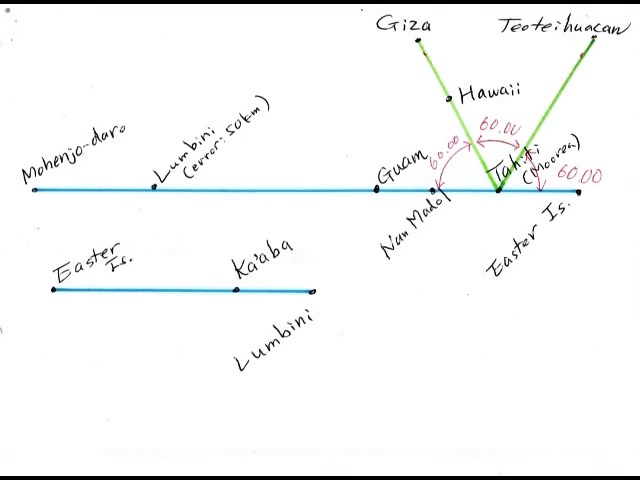 Giza
Teoteihuacan
Hawaii
60.00
60.00
Mohenjo-daro
Lumbini
(error: 50km)
Guam
Tahiti
(Moorea)
60.00
Nan Madol
Easter Is.
Easter
Is.
Ka'aba
Lumbini